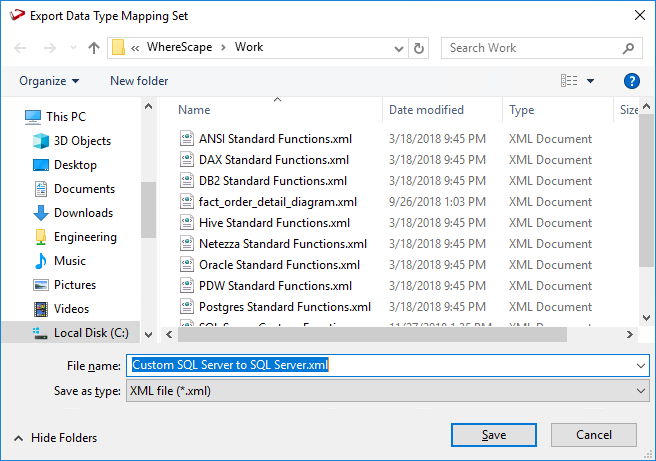 Export Data Type Mapping Set
« WhereScape > Work
Search Work
Organize New folder
?
Name Date modified Type Size
This PC
3D Objects
Desktop
Documents
Downloads
Engineering
Music
Pictures
Videos
Local Disk (C:)
ANSI Standard Functions.xml 3/18/2018 9:45 PM XML Document
DAX Standard Functions.xml 3/18/2018 9:45 PM XML Document
DB2 Standard Functions.xml 3/18/2018 9:45 PM XML Document
fact_order_detail_diagram.xml 9/26/2018 1:03 PM XML Document
Hive Standard Functions.xml 3/18/2018 9:45 PM XML Document
Netezza Standard Functions.xml 3/18/2018 9:45 PM XML Document
Oracle Standard Functions.xml 3/18/2018 9:45 PM XML Document
PDW Standard Functions.xml 3/18/2018 9:45 PM XML Document
Postgres Standard Functions.xml 3/18/2018 9:45 PM XML Document
File name: Custom SQL Server to SQL Server.xml
Save as type: XML file (*.xml)
Hide Folders
Save
Cancel